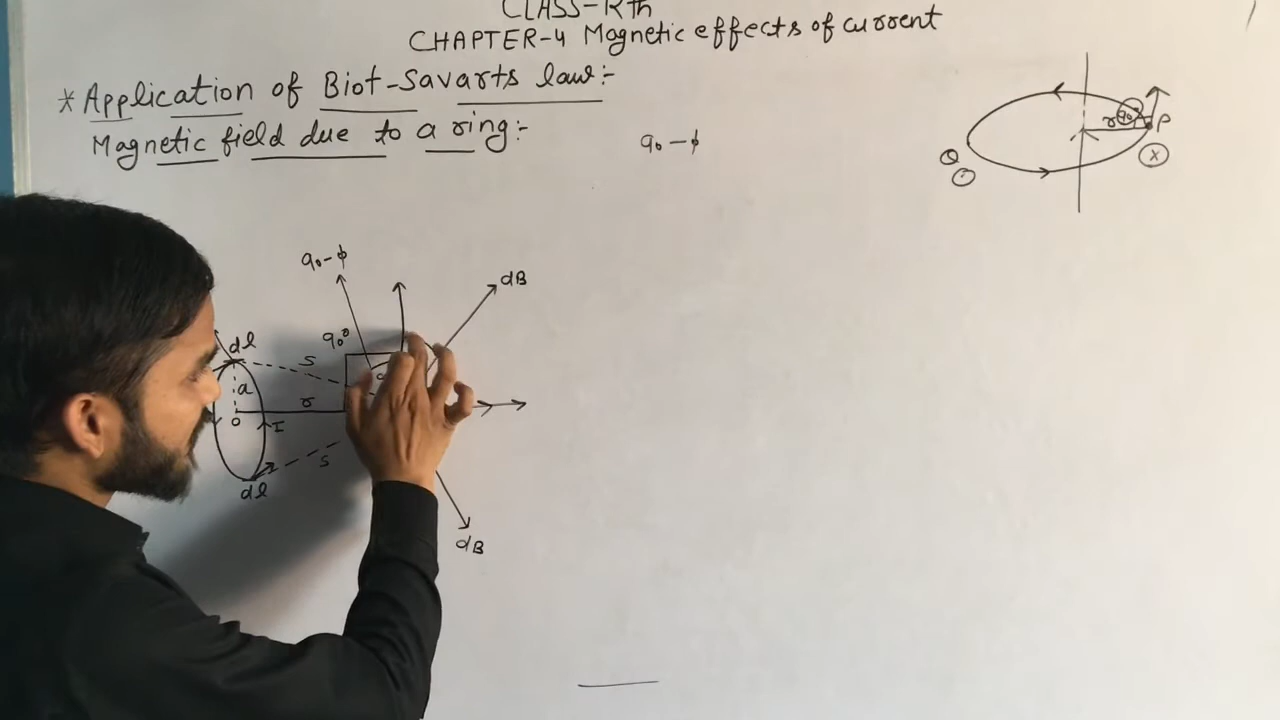 CLASS-XIIth
CHAPTER-4 Magnetic effects of current
*Application of Biot-Savarts law:-
Magnetic field due to a ring:-
90-ϕ
r
90°
P
X
Q
90-ϕ
dB
90°
dl
s
a
r
O
I
s
dl
dB